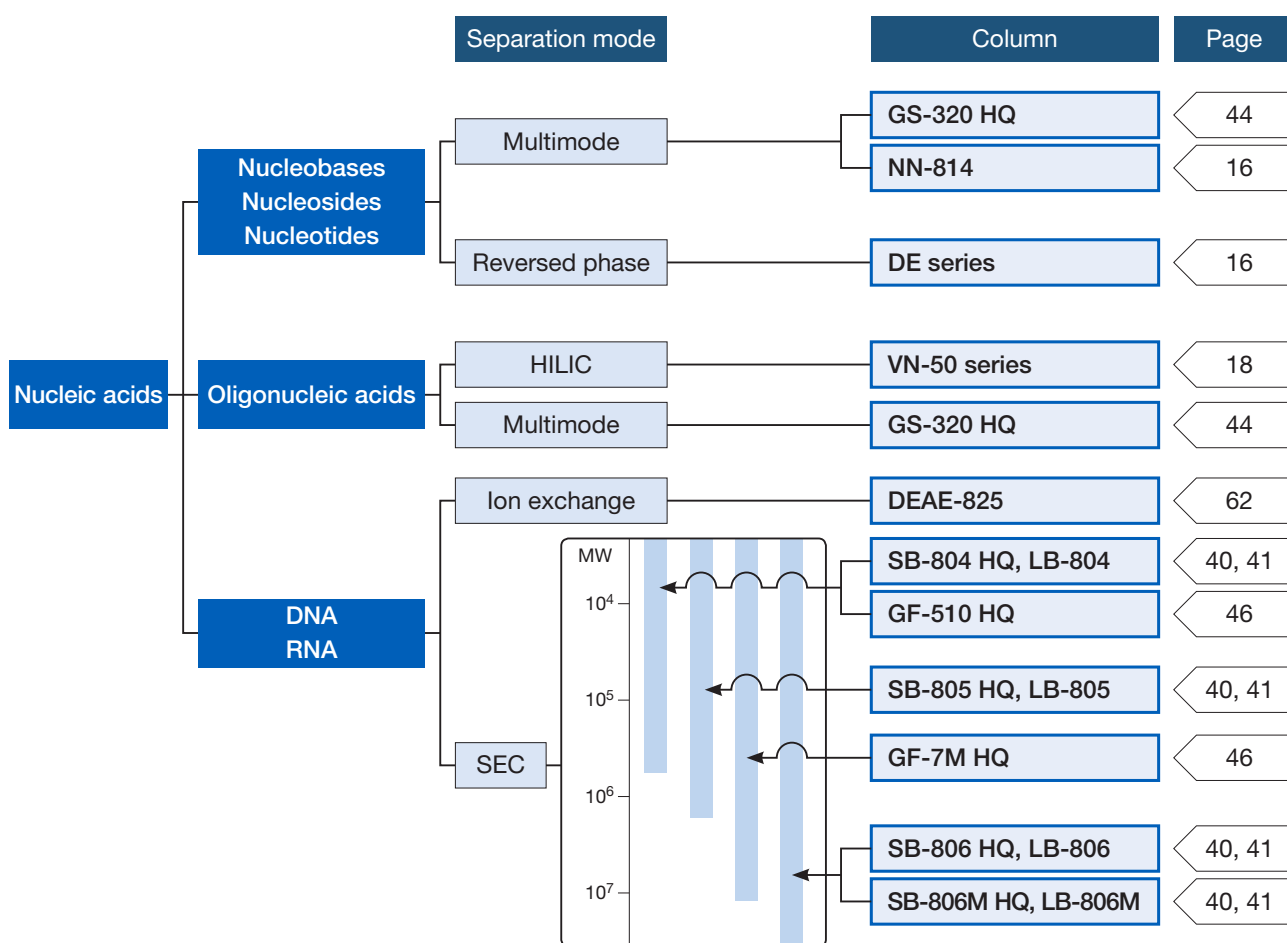 Separation mode
Column
Page
Nucleic acids
Nucleobases
Nucleosides
Nucleotides
Multimode
GS-320 HQ
44
NN-814
16
Reversed phase
DE series
16
Oligonucleic acids
HILIC
VN-50 series
18
Multimode
GS-320 HQ
44
DNA
RNA
Ion exchange
DEAE-825
62
SEC
MW
10⁴
10⁵
10⁶
10⁷
SB-804 HQ, LB-804
40, 41
GF-510 HQ
46
SB-805 HQ, LB-805
40, 41
GF-7M HQ
46
SB-806 HQ, LB-806
40, 41
SB-806M HQ, LB-806M
40, 41